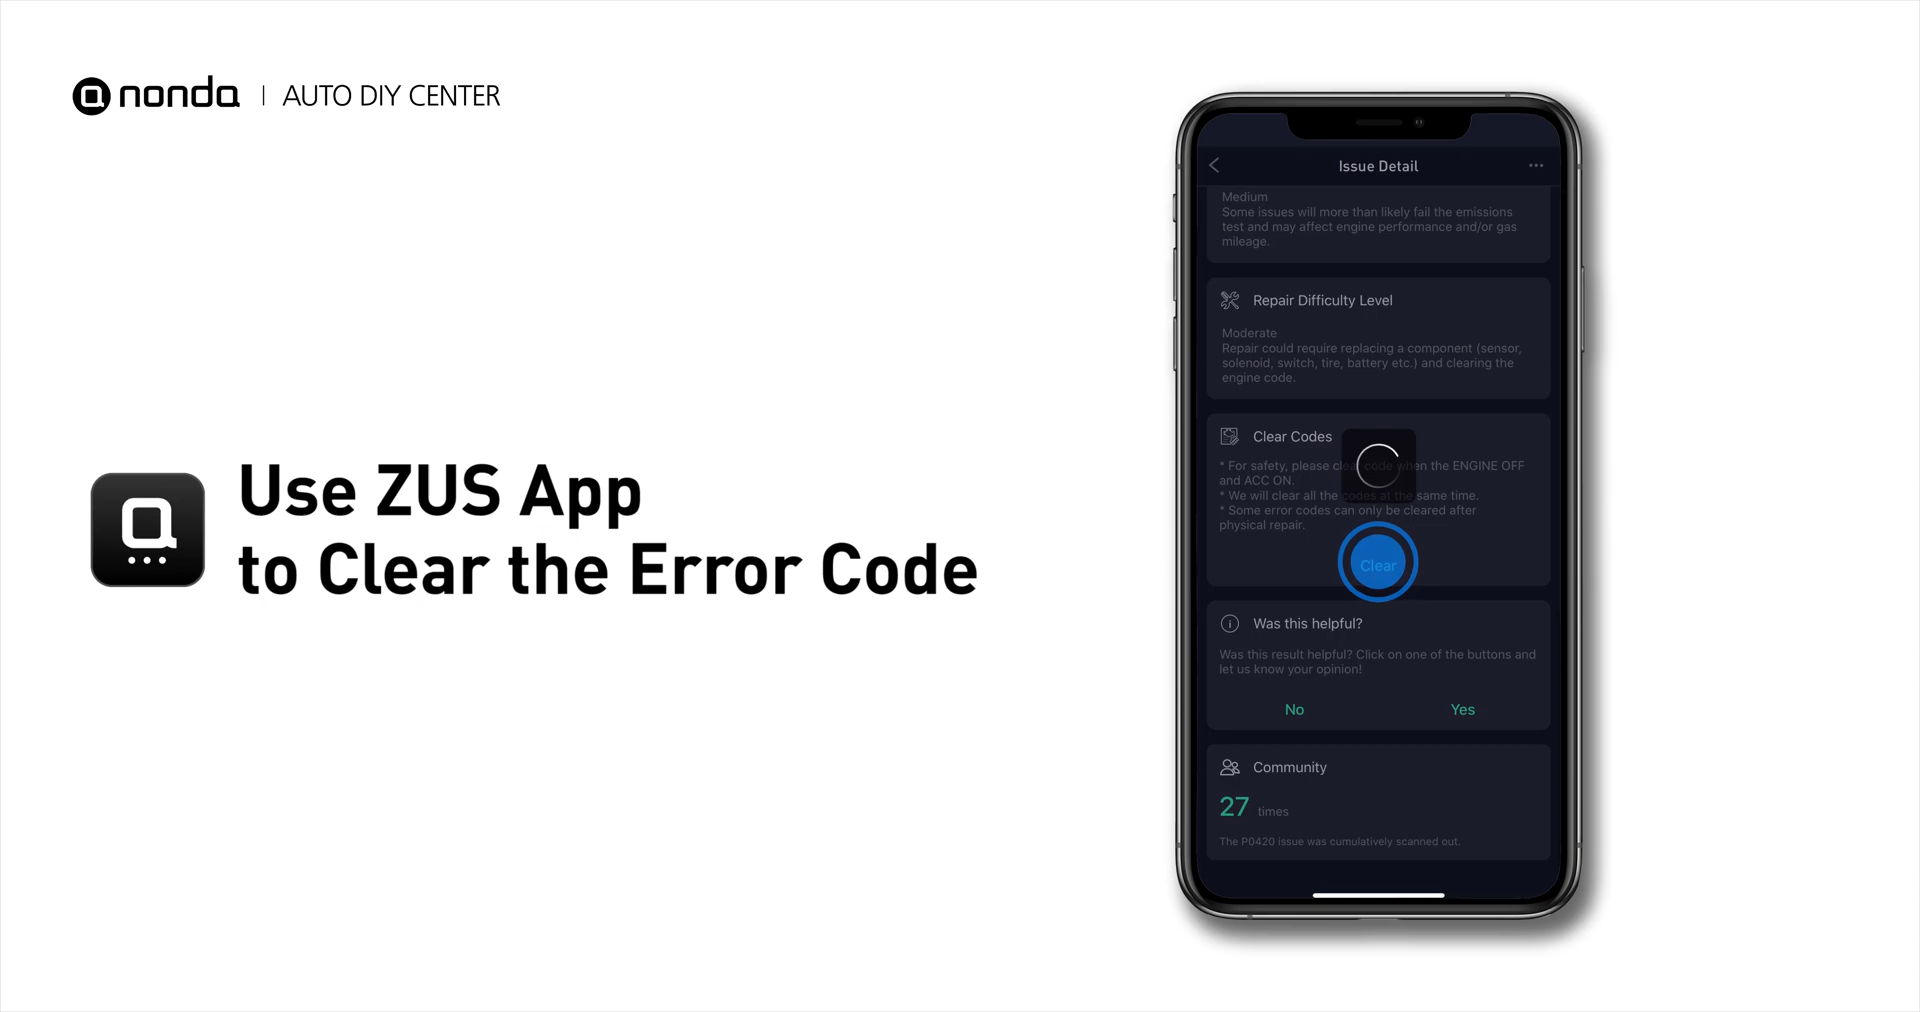 nonda | AUTO DIY CENTER
Use ZUS App
to Clear the Error Code
Issue Detail
Medium
Some issues will more than likely fail the emissions
test and may affect engine performance and/or gas
mileage.
Repair Difficulty Level
Moderate
Repair could require replacing a component (sensor,
solenoid, switch, tire, battery etc.) and clearing the
engine code.
Clear Codes
* For safety, please clear code when the ENGINE OFF
and ACC ON.
* We will clear all the codes at the same time.
* Some error codes can only be cleared after
physical repair.
Clear
Was this helpful?
Was this result helpful? Click on one of the buttons and
let us know your opinion!
No Yes
Community
27 times
The P0420 issue was cumulatively scanned out.